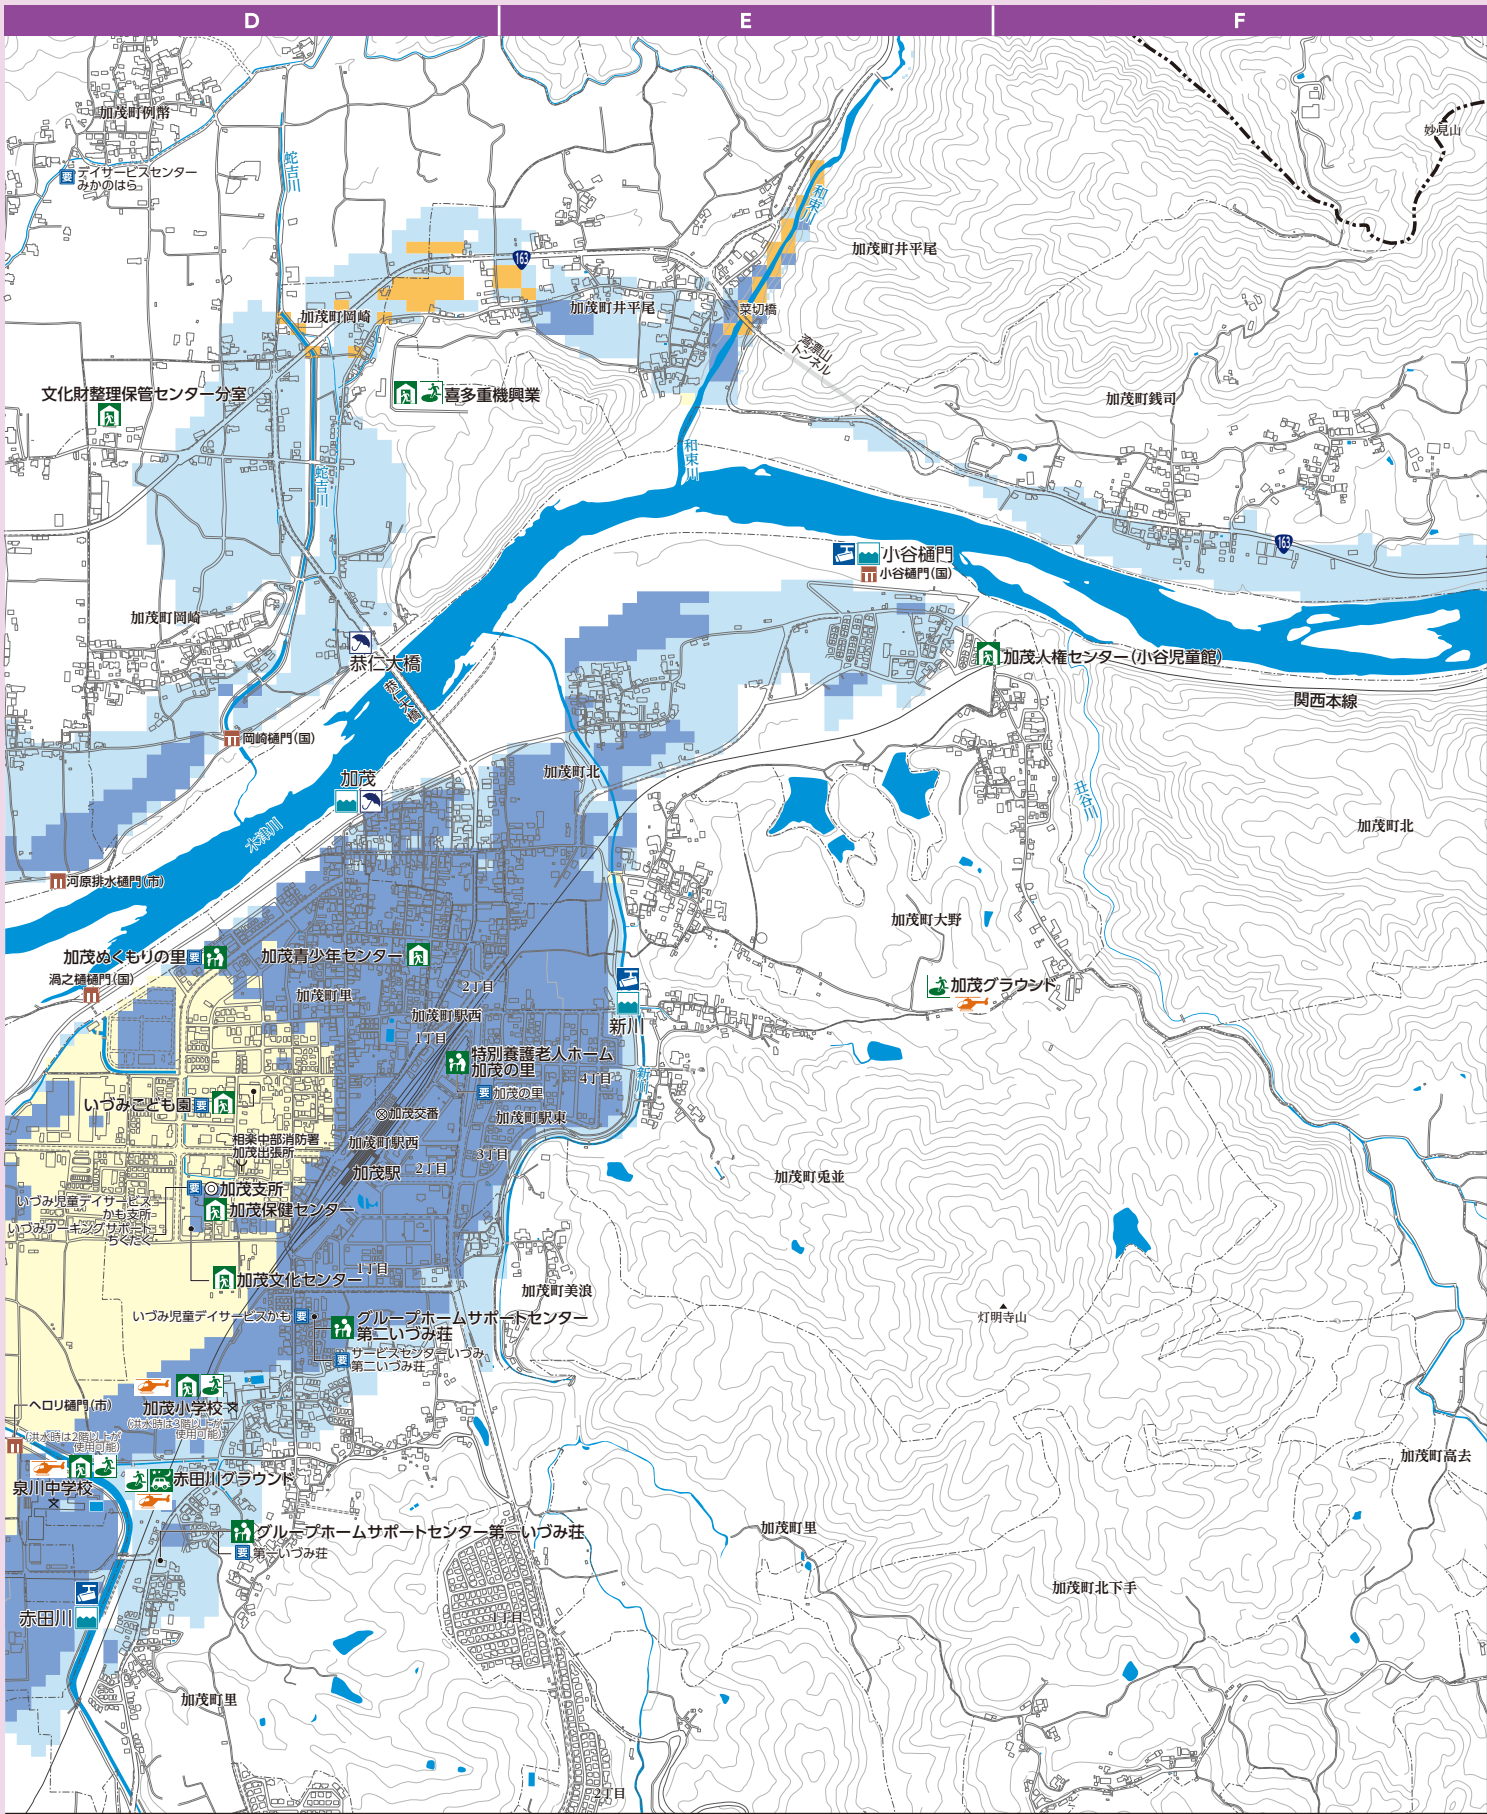 D
E
F
加茂町例幣
妙見山
蛇吉川
要
デイサービスセンター
みかのはら
和束川
加茂町井平尾
163
加茂町井平尾
菜切橋
加茂町岡崎
トンネル
文化財整理保管センター分室
喜多重機興業
加茂町銭司
和束川
蛇吉川
163
小谷樋門
小谷樋門(国)
加茂町岡崎
恭仁大橋
加茂人権センター(小谷児童館)
恭仁大橋
関西本線
岡崎樋門(国)
加茂
加茂町北
丑谷川
加茂町北
木津川
河原排水樋門(市)
加茂町大野
加茂ぬくもりの里
要
加茂青少年センター
渦之樋樋門(国)
加茂町里
2丁目
加茂グラウンド
加茂町駅西
1丁目
新川
特別養護老人ホーム
加茂の里
4丁目
新川
要
加茂の里
いづみこども園
要
加茂交番
加茂町駅東
相楽中部消防署
加茂出張所
加茂町駅西
3丁目
2丁目
加茂駅
加茂町兎並
要
加茂支所
いづみ児童デイサービス
かも支所
加茂保健センター
いづみワーキングサポート
ちくたく
1丁目
加茂文化センター
加茂町美浪
いづみ児童デイサービスかも
要
グループホームサポートセンター
第二いづみ荘
灯明寺山
要
サービスセンターいづみ
第二いづみ荘
ヘロリ樋門(市)
加茂小学校
(洪水時は3階以上が
使用可能)
(洪水時は2階以上が
使用可能)
加茂町高去
泉川中学校
赤田川グラウンド
グループホームサポートセンター第一いづみ荘
要
第一いづみ荘
加茂町里
加茂町北下手
赤田川
1丁目
加茂町里
2丁目